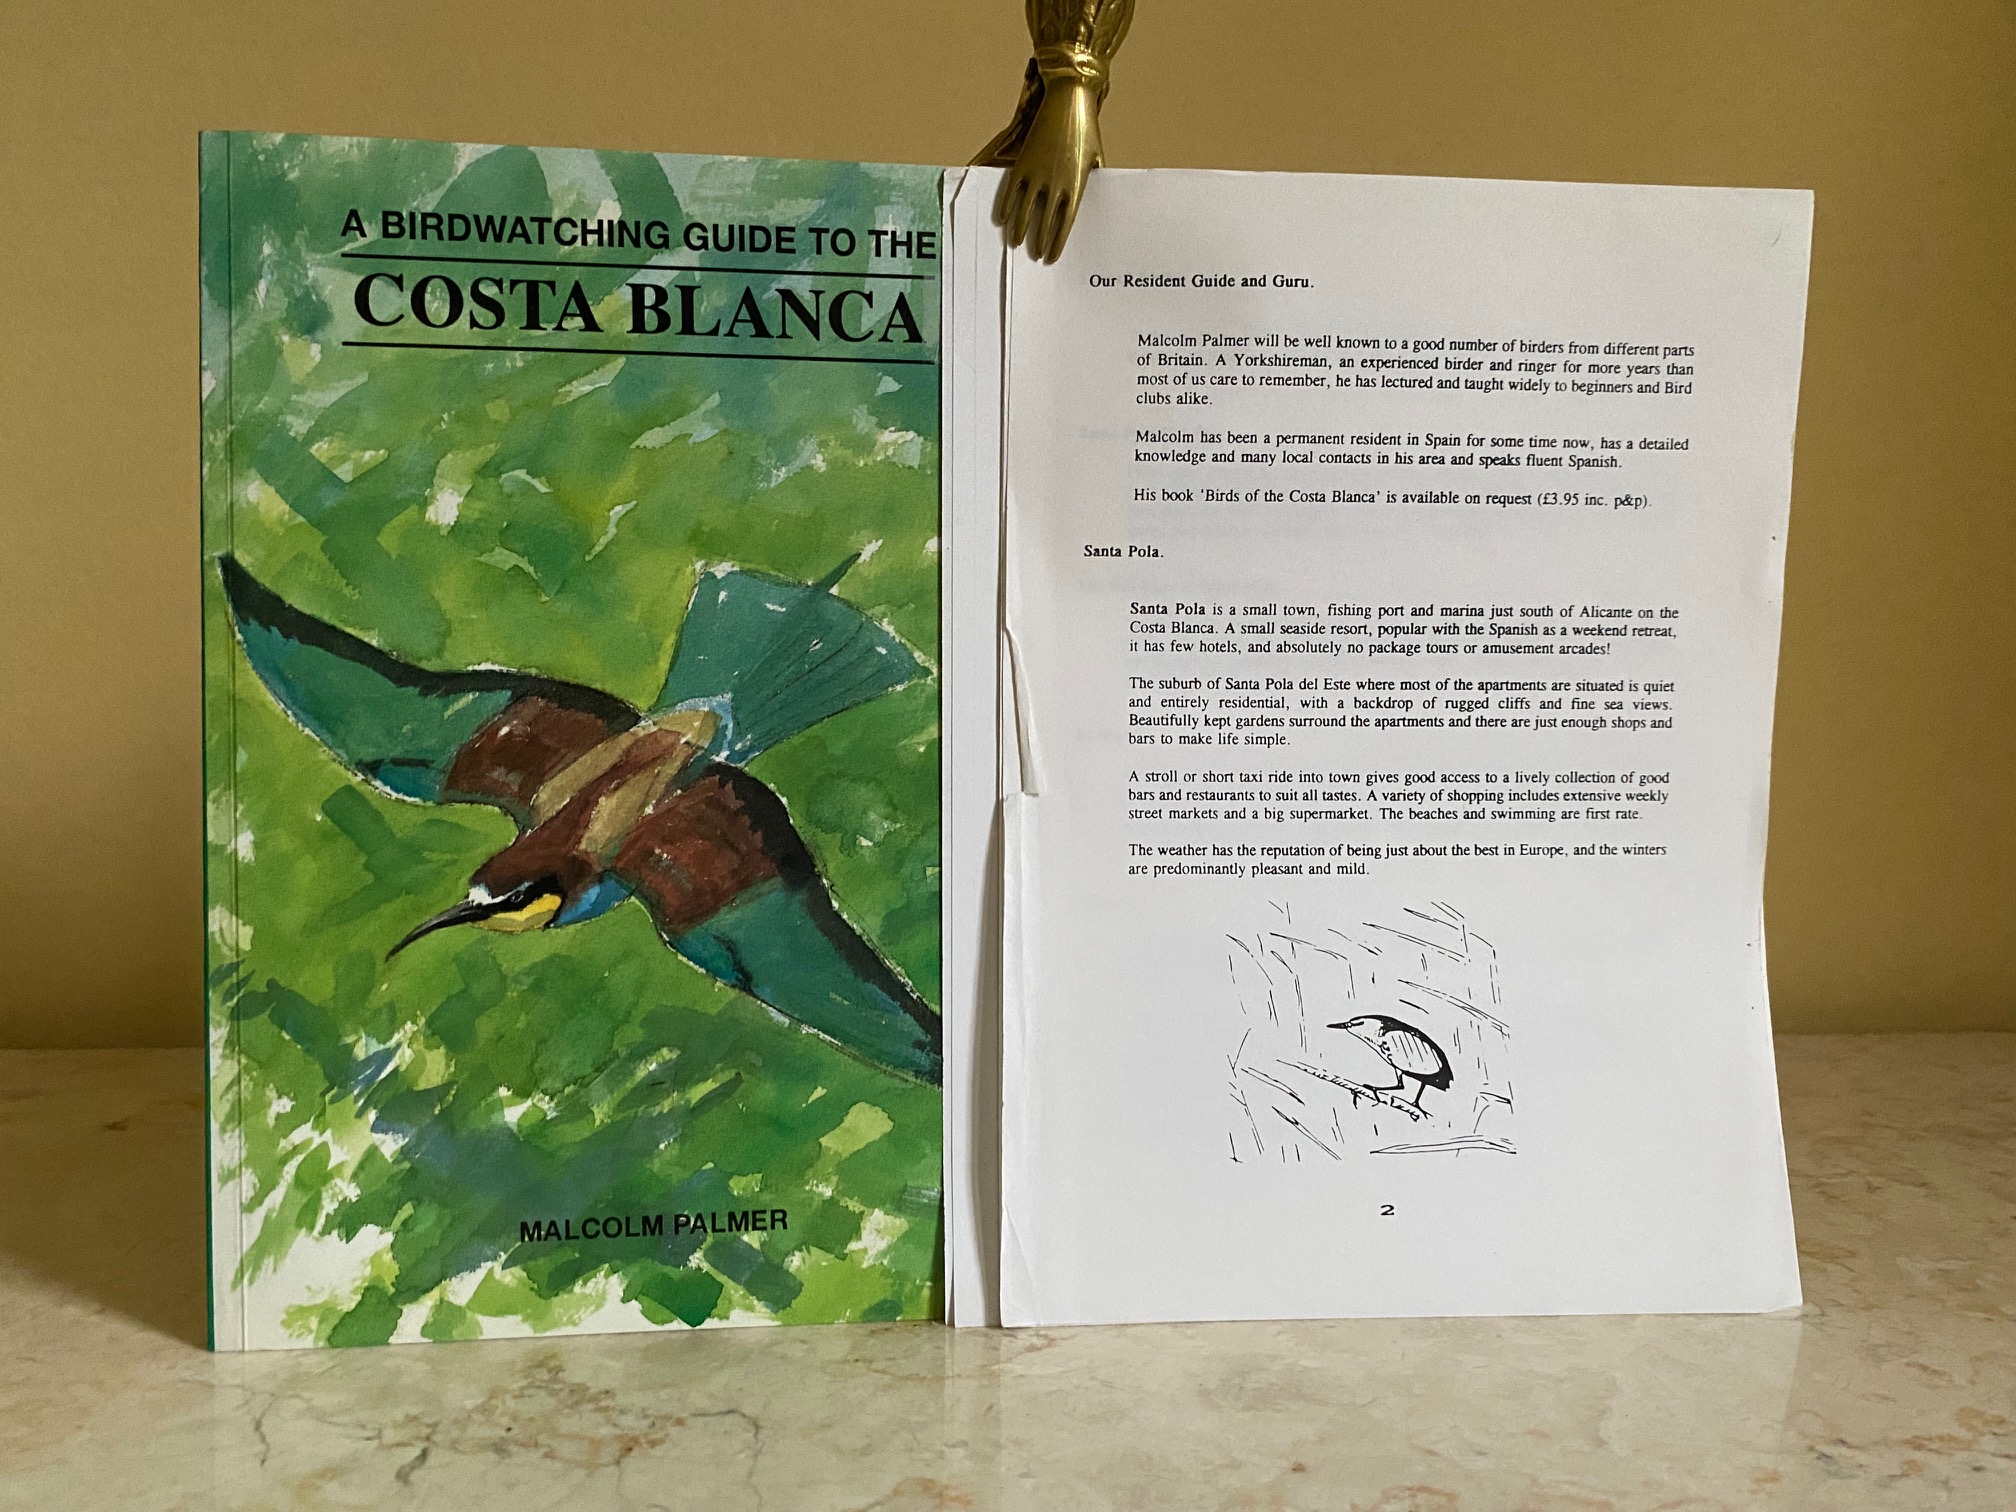 A BIRDWATCHING GUIDE TO THE
COSTA BLANCA
MALCOLM PALMER
Our Resident Guide and Guru.
Malcolm Palmer will be well known to a good number of birders from different parts
of Britain. A Yorkshireman, an experienced birder and ringer for more years than
most of us care to remember, he has lectured and taught widely to beginners and Bird
clubs alike.
Malcolm has been a permanent resident in Spain for some time now, has a detailed
knowledge and many local contacts in his area and speaks fluent Spanish.
His book ‘Birds of the Costa Blanca’ is available on request (£3.95 inc. p&p).
Santa Pola.
Santa Pola is a small town, fishing port and marina just south of Alicante on the
Costa Blanca. A small seaside resort, popular with the Spanish as a weekend retreat,
it has few hotels, and absolutely no package tours or amusement arcades!
The suburb of Santa Pola del Este where most of the apartments are situated is quiet
and entirely residential, with a backdrop of rugged cliffs and fine sea views.
Beautifully kept gardens surround the apartments and there are just enough shops and
bars to make life simple.
A stroll or short taxi ride into town gives good access to a lively collection of good
bars and restaurants to suit all tastes. A variety of shopping includes extensive weekly
street markets and a big supermarket. The beaches and swimming are first rate.
The weather has the reputation of being just about the best in Europe, and the winters
are predominantly pleasant and mild.
2